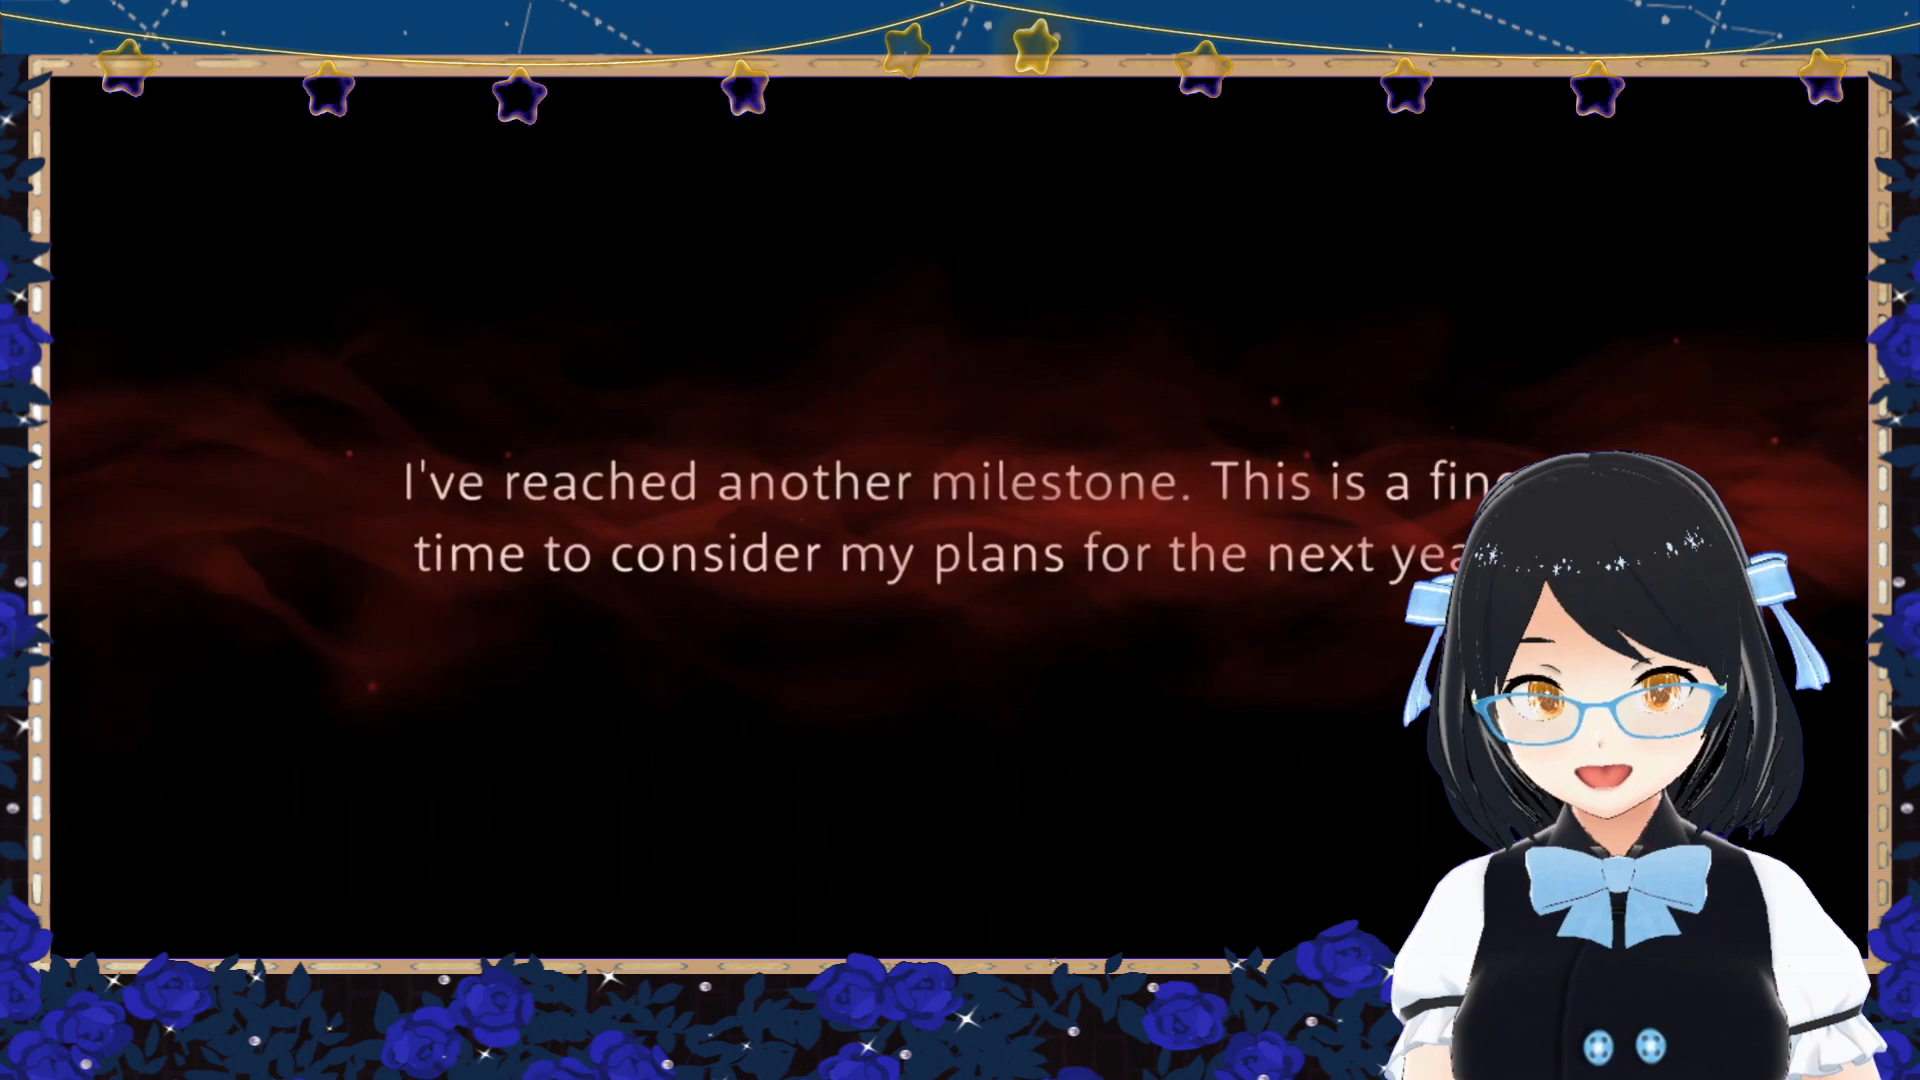 I've reached another milestone. This is a
time to consider my plans for the next